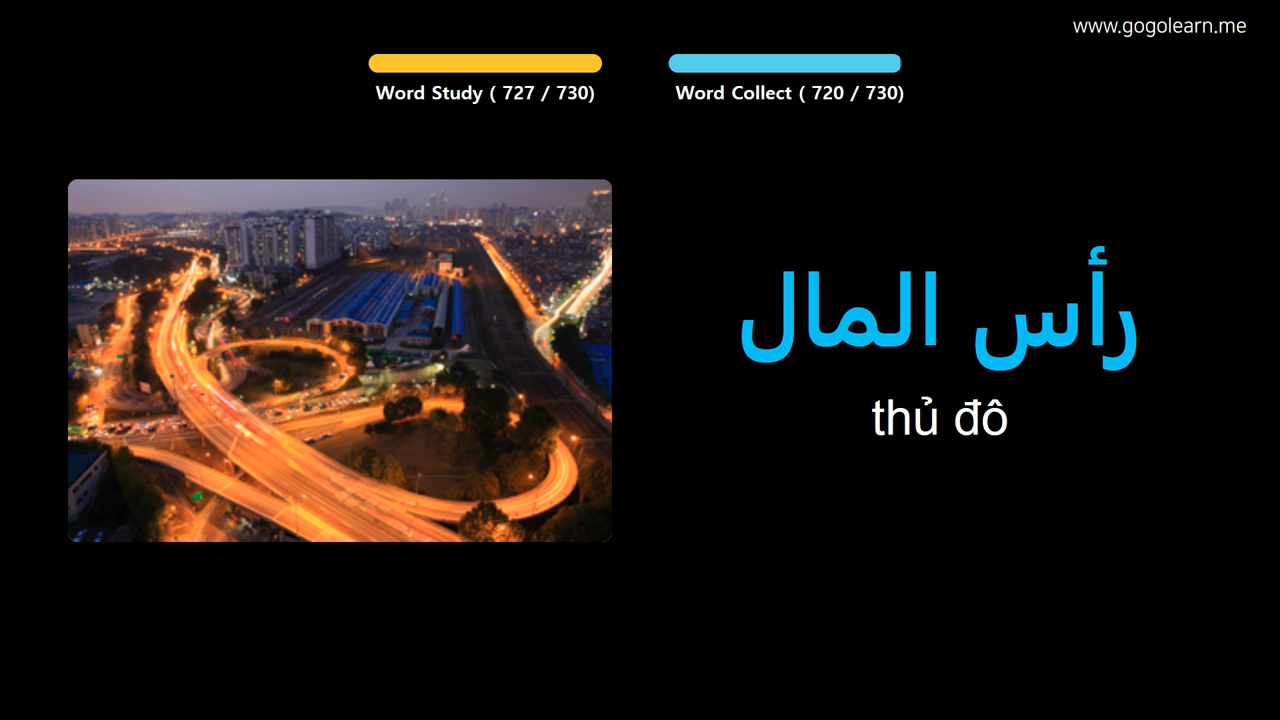 www.gogolearn.me
Word Study ( 727 / 730)
Word Collect ( 720 / 730)
رأس المال
thủ đô